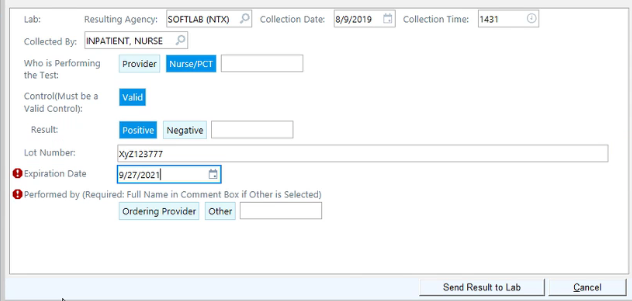 Lab: Resulting Agency: SOFTLAB (NTX) Collection Date: 8/9/2019 Collection Time: 1431
Collected By: INPATIENT, NURSE
Who is Performing Provider Nurse/PCT
the Test:
Control(Must be a Valid
Valid Control):
Result: Positive Negative
Lot Number: XyZ123777
Expiration Date 9/27/2021
Performed by (Required: Full Name in Comment Box if Other is Selected)
Ordering Provider Other
Send Result to Lab Cancel